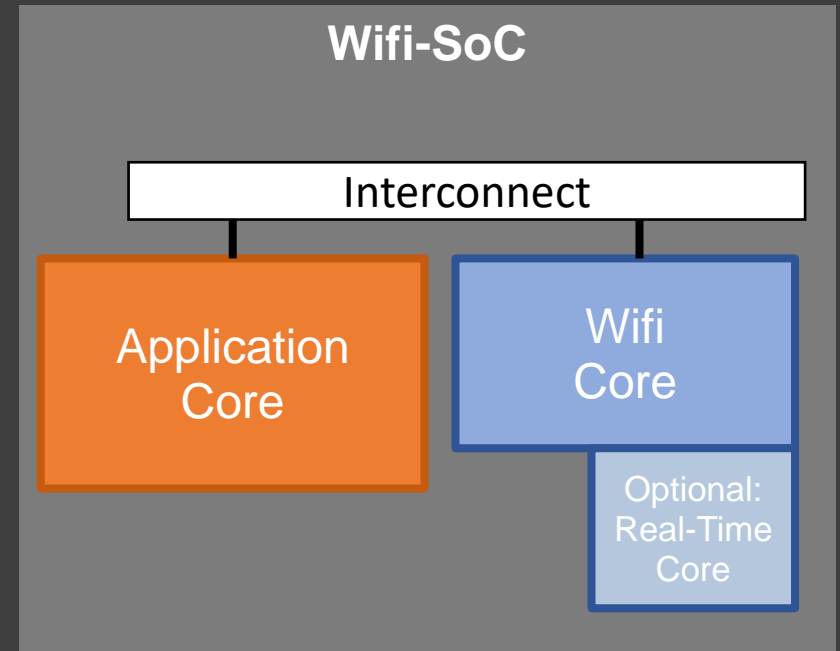 Wifi-SoC
Interconnect
Application
Core
Wifi
Core
Optional:
Real-Time
Core